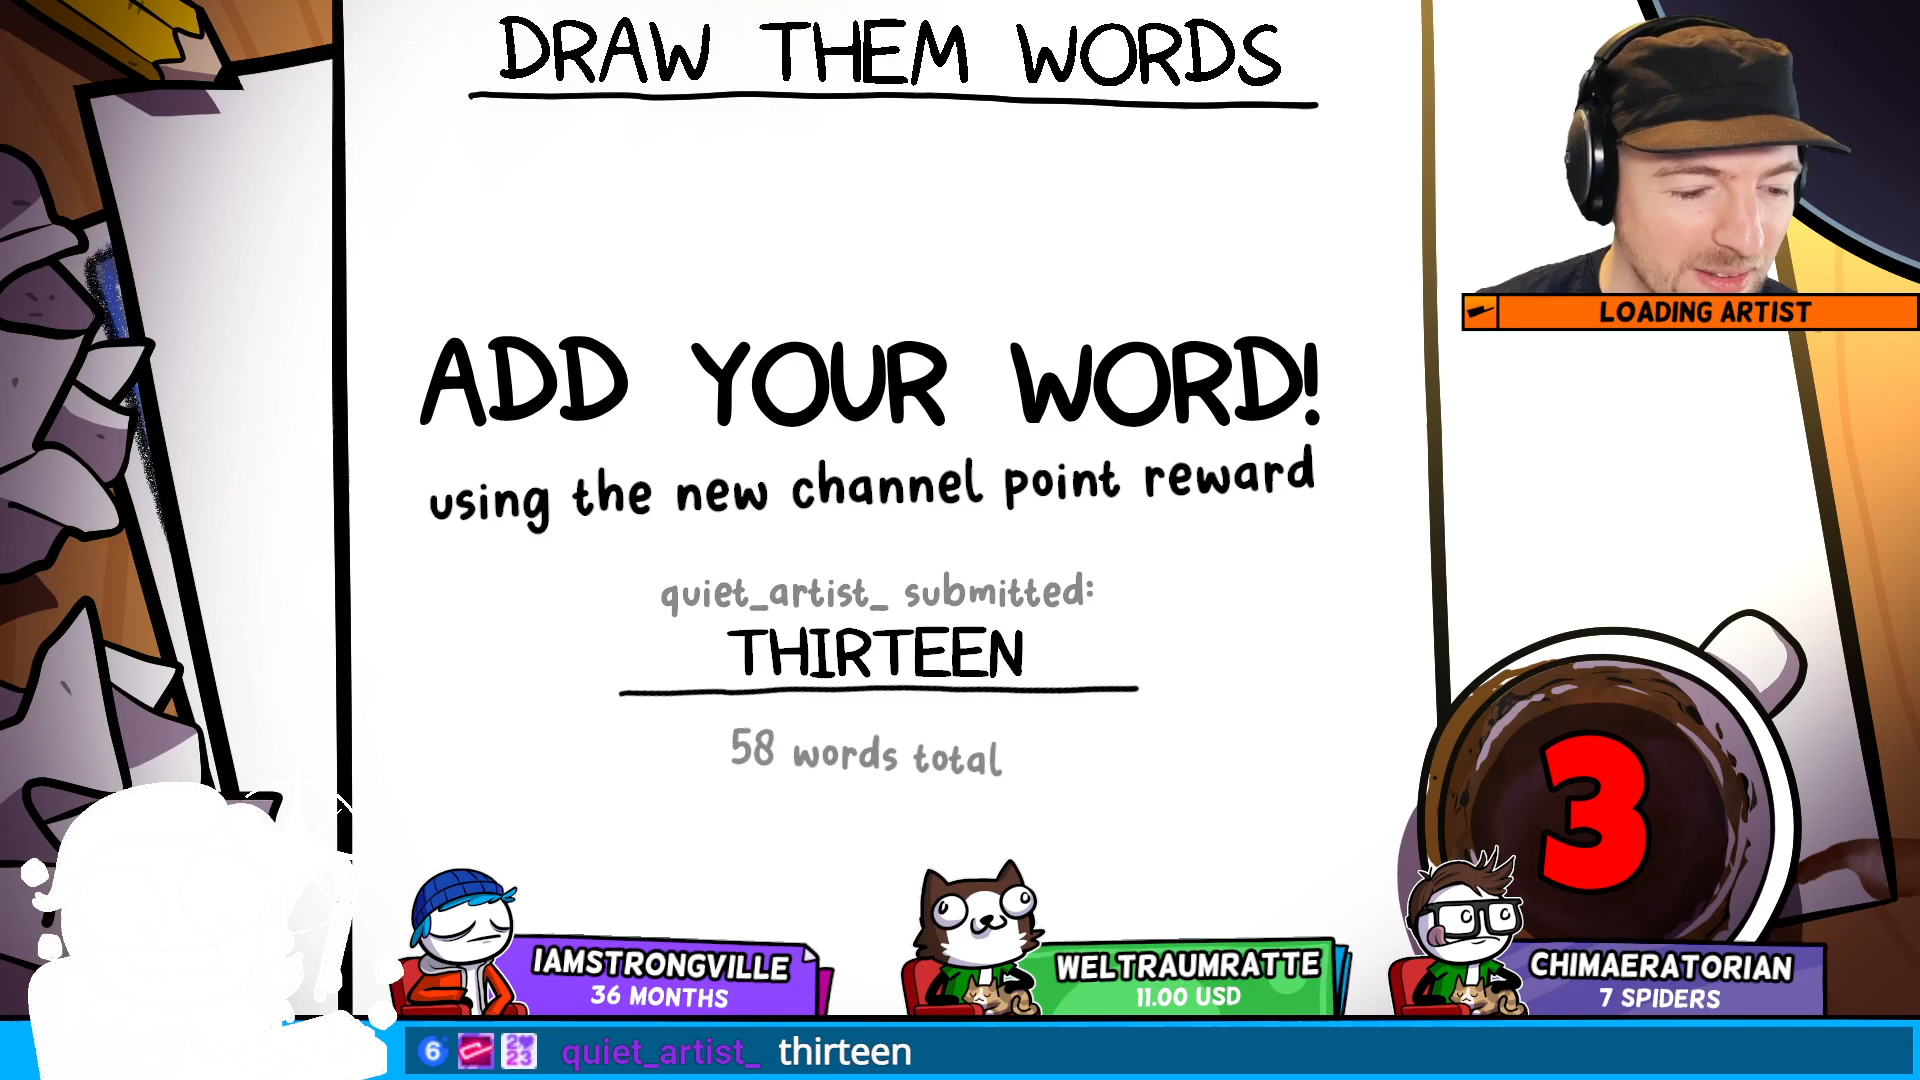 DRAW THEM WORDS
LOADING ARTIST
ADD YOUR WORD!
using the new channel point reward
quiet_artist_ submitted:
THIRTEEN
58 words total
3
IAMSTRONGVILLE
36 MONTHS
WELTRAUMRATTE
11.00 USD
CHIMAERATORIAN
7 SPIDERS
6 2023 quiet_artist_ thirteen